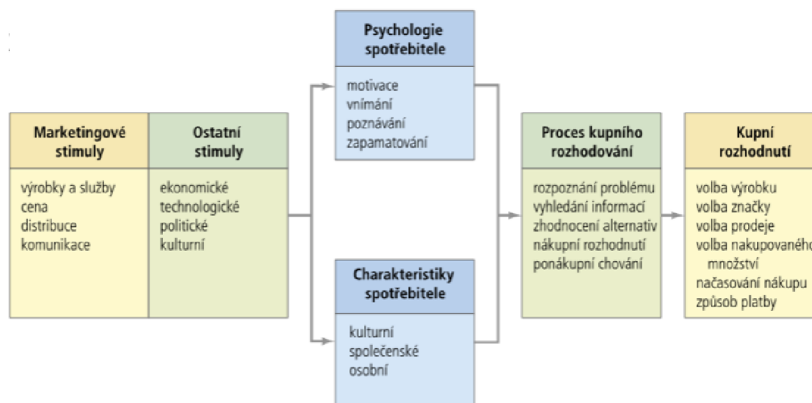 Marketingové
stimuly
výrobky a služby
cena
distribuce
komunikace
Ostatní
stimuly
ekonomické
technologické
politické
kulturní
Psychologie
spotřebitele
motivace
vnímání
poznávání
zapamatování
Charakteristiky
spotřebitele
kulturní
společenské
osobní
Proces kupního
rozhodování
rozpoznání problému
vyhledání informací
zhodnocení alternativ
nákupní rozhodnutí
ponákupní chování
Kupní
rozhodnutí
volba výrobku
volba značky
volba prodeje
volba nakupovaného
množství
načasování nákupu
způsob platby